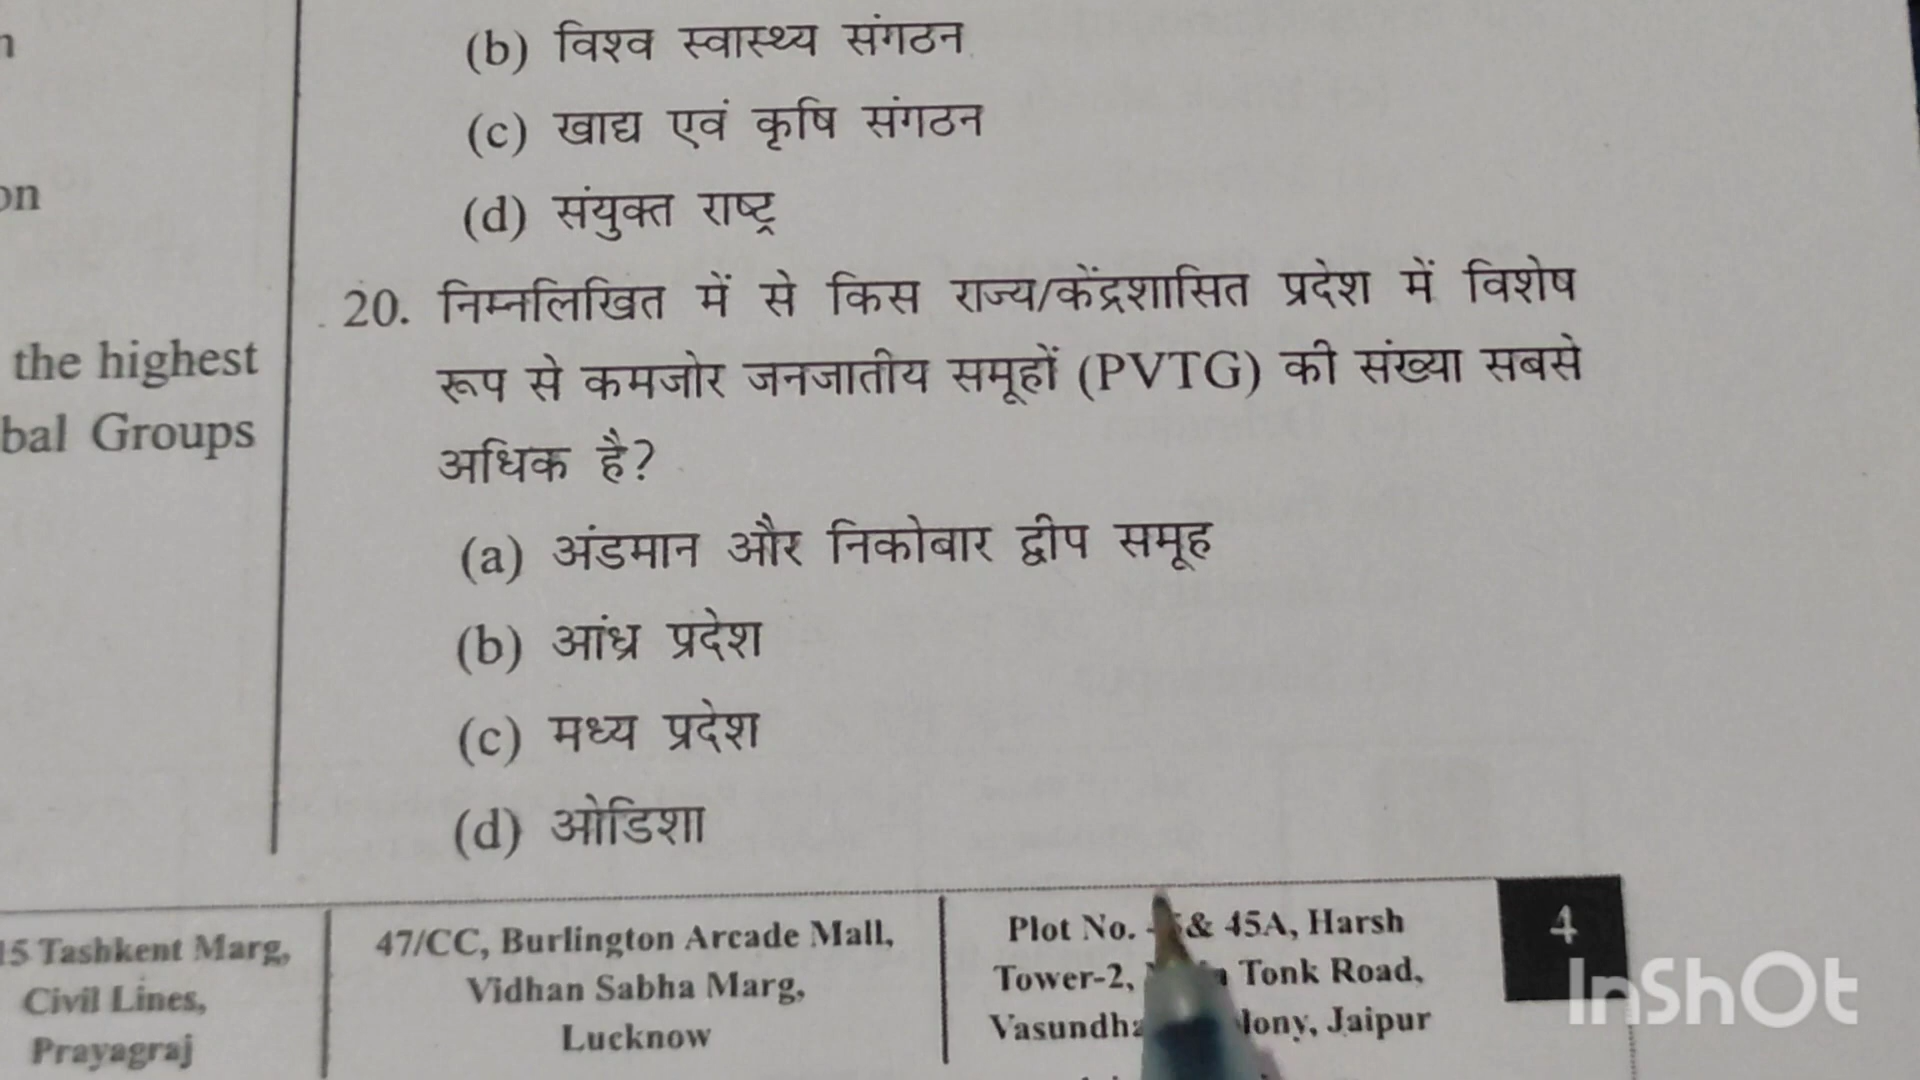 on
the highest
bal Groups
(b) विश्व स्वास्थ्य संगठन
(c) खाद्य एवं कृषि संगठन
(d) संयुक्त राष्ट्र
20. निम्नलिखित में से किस राज्य/केंद्रशासित प्रदेश में विशेष
रूप से कमजोर जनजातीय समूहों (PVTG) की संख्या सबसे
अधिक है?
(a) अंडमान और निकोबार द्वीप समूह
(b) आंध्र प्रदेश
(c) मध्य प्रदेश
(d) ओडिशा
15 Tashkent Marg,
Civil Lines,
Prayagraj
47/CC, Burlington Arcade Mall,
Vidhan Sabha Marg,
Lucknow
Plot No. & 45A, Harsh
Tower-2, Tonk Road,
Jaipur
4
InShOt